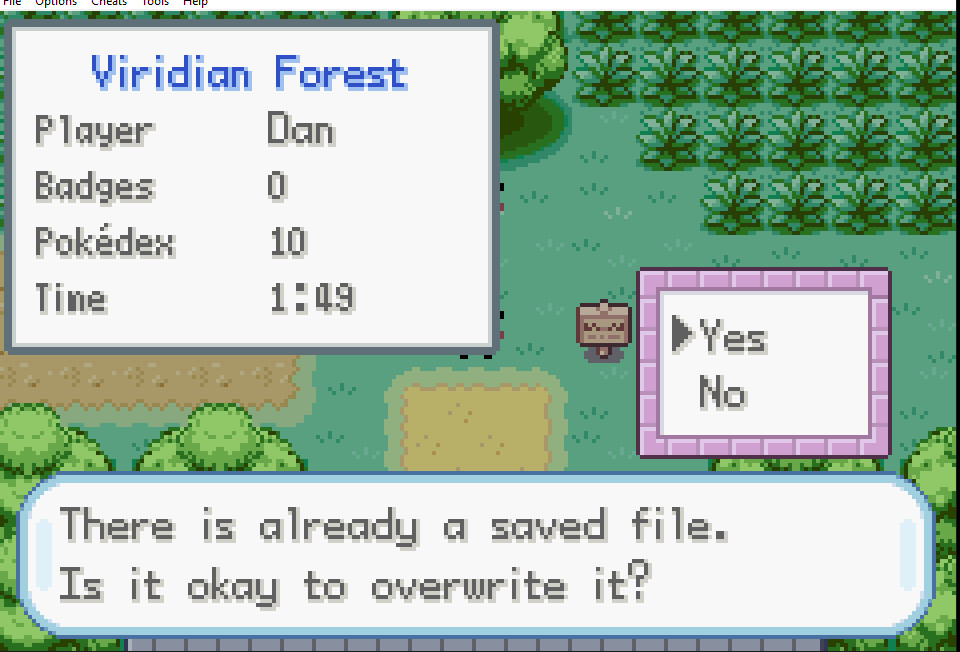 File Options Cheats Tools Help
Viridian Forest
Player Dan
Badges 0
Pokédex 10
Time 1:49
Yes
No
There is already a saved file.
Is it okay to overwrite it?